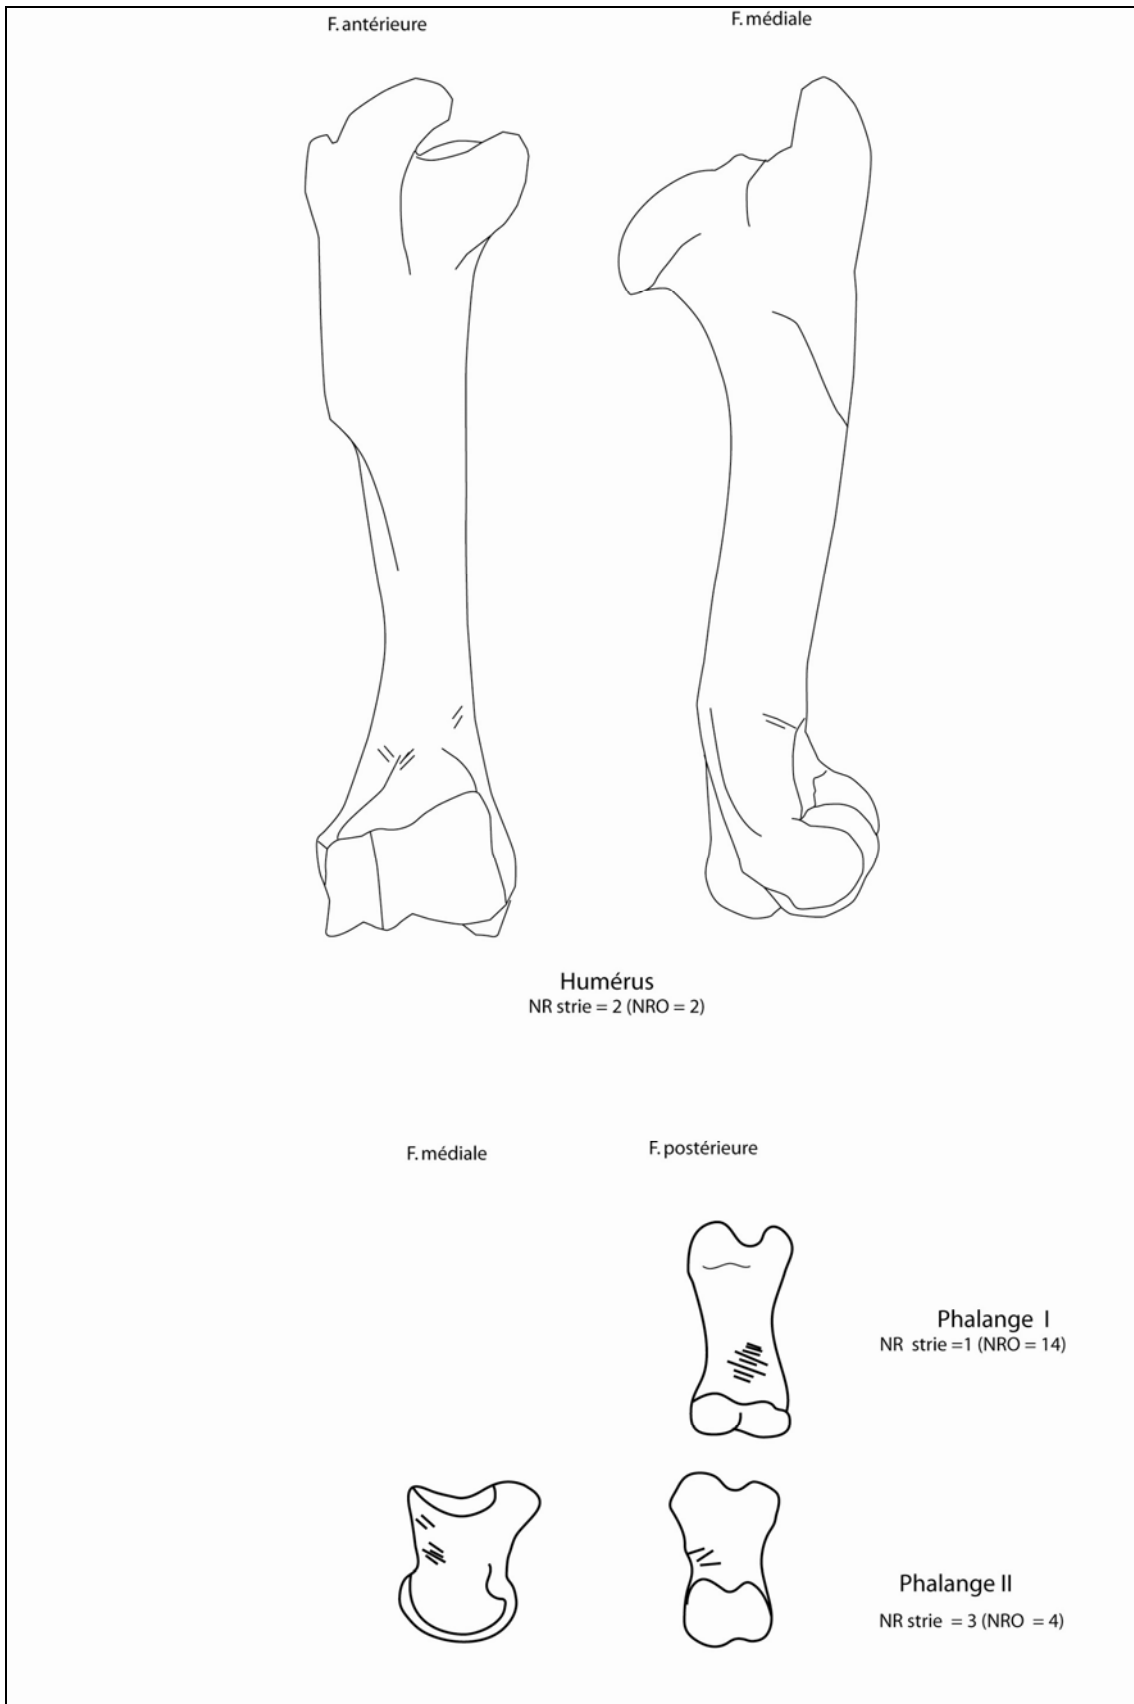 F. antérieure
F. médiale
Humérus
NR strie = 2 (NRO = 2)
F. médiale
F. postérieure
Phalange I
NR strie =1 (NRO = 14)
Phalange II
NR strie = 3 (NRO = 4)